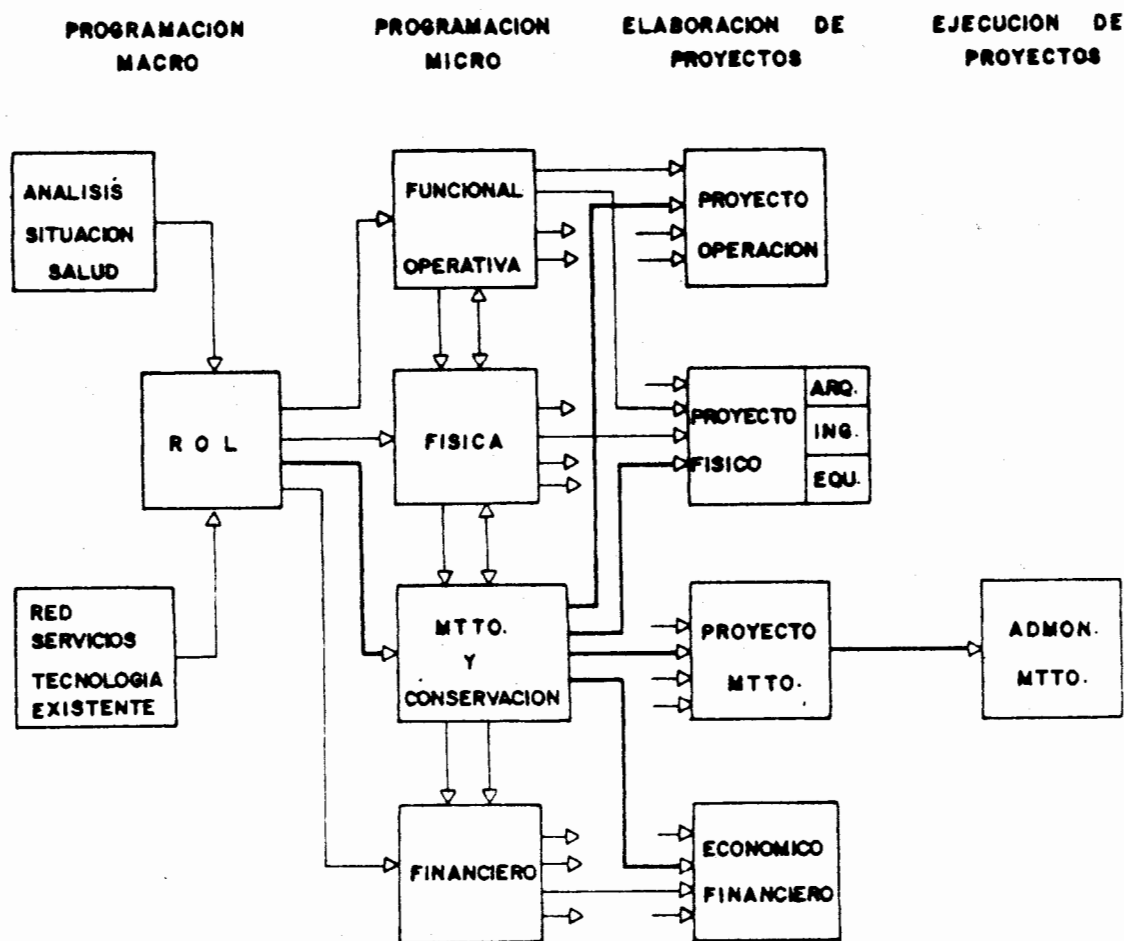 PROGRAMACION
MACRO
PROGRAMACION
MICRO
ELABORACION DE
PROYECTOS
EJECUCION DE
PROYECTOS
ANALISIS
SITUACION
SALUD
ROL
RED
SERVICIOS
TECNOLOGIA
EXISTENTE
FUNCIONAL
OPERATIVA
FISICA
MTTO.
Y
CONSERVACION
FINANCIERO
PROYECTO
OPERACION
PROYECTO
FISICO
ARQ.
ING.
EQU.
PROYECTO
MTTO.
ECONOMICO
FINANCIERO
ADMON.
MTTO.